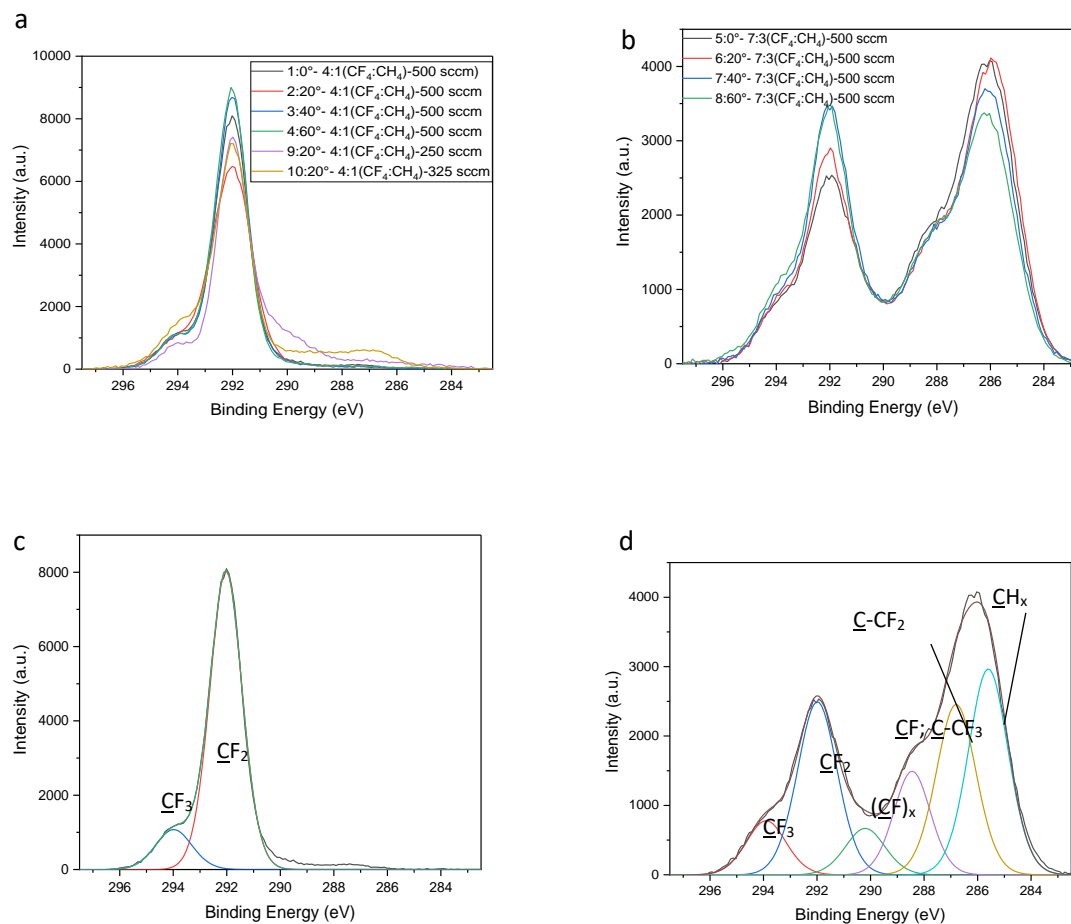 a
10000
8000
6000
4000
2000
0
296 294 292 290 288 286 284
Intensity (a.u.)
Binding Energy (eV)
1:0°- 4:1(CF₄:CH₄)-500 sccm)
2:20°- 4:1(CF₄:CH₄)-500 sccm
3:40°- 4:1(CF₄:CH₄)-500 sccm
4:60°- 4:1(CF₄:CH₄)-500 sccm
9:20°- 4:1(CF₄:CH₄)-250 sccm
10:20°- 4:1(CF₄:CH₄)-325 sccm
b
4000
3000
2000
1000
0
296 294 292 290 288 286 284
Intensity (a.u.)
Binding Energy (eV)
5:0°- 7:3(CF₄:CH₄)-500 sccm
6:20°- 7:3(CF₄:CH₄)-500 sccm
7:40°- 7:3(CF₄:CH₄)-500 sccm
8:60°- 7:3(CF₄:CH₄)-500 sccm
c
8000
6000
4000
2000
0
296 294 292 290 288 286 284
Intensity (a.u.)
Binding Energy (eV)
CF₃
CF₂
d
4000
3000
2000
1000
0
296 294 292 290 288 286 284
Intensity (a.u.)
Binding Energy (eV)
CHₓ
C-CF₂
CF; C-CF₃
CF₂
(CF)ₓ
CF₃